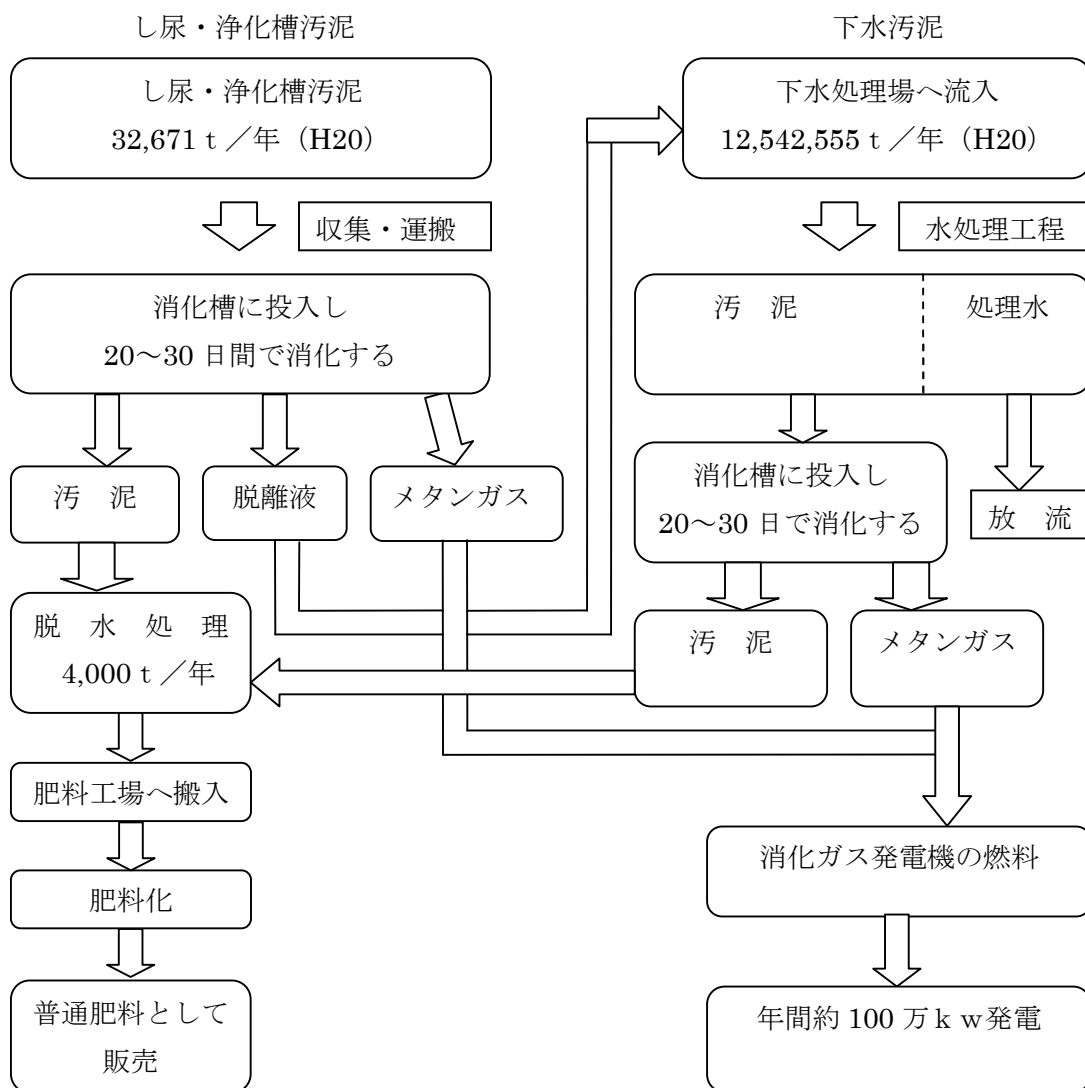 し尿・浄化槽汚泥
下水汚泥
し尿・浄化槽汚泥
32,671ｔ／年（H20）
下水処理場へ流入
12,542,555ｔ／年（H20）
収集・運搬
水処理工程
消化槽に投入し
20～30 日間で消化する
汚　泥
処理水
汚　泥
脱離液
メタンガス
消化槽に投入し
20～30 日で消化する
放　流
脱　水　処　理
4,000ｔ／年
汚　泥
メタンガス
肥料工場へ搬入
消化ガス発電機の燃料
肥料化
普通肥料として
販売
年間約 100 万ｋｗ発電